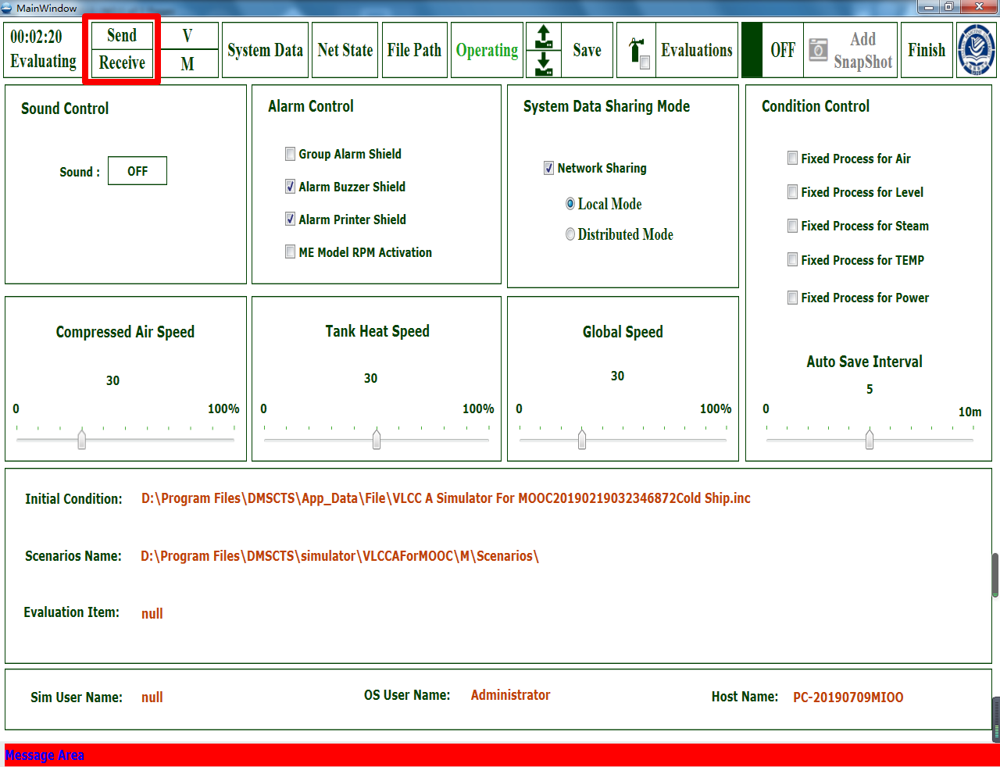 MainWindow
00:02:20
Evaluating
Send
Receive
V
M
System Data
Net State
File Path
Operating
Save
Evaluations
OFF
Add
SnapShot
Finish
Sound Control
Sound :
OFF
Alarm Control
Group Alarm Shield
Alarm Buzzer Shield
Alarm Printer Shield
ME Model RPM Activation
System Data Sharing Mode
Network Sharing
Local Mode
Distributed Mode
Condition Control
Fixed Process for Air
Fixed Process for Level
Fixed Process for Steam
Fixed Process for TEMP
Fixed Process for Power
Auto Save Interval
5
0
10m
Compressed Air Speed
30
0
100%
Tank Heat Speed
30
0
100%
Global Speed
30
0
100%
Initial Condition: D:\Program Files\DMSCTS\App_Data\File\VLCC A Simulator For MOOC20190219032346872Cold Ship.inc
Scenarios Name: D:\Program Files\DMSCTS\simulator\VLCCAForMOOC\M\Scenarios\
Evaluation Item: null
Sim User Name: null
OS User Name: Administrator
Host Name: PC-20190709MIOO
Message Area